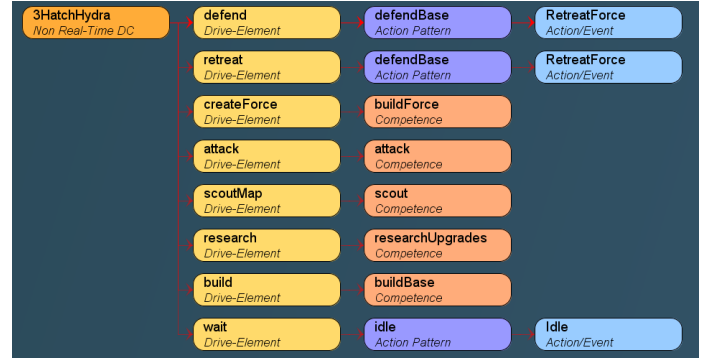 3HatchHydra
Non Real-Time DC
defend
Drive-Element
defendBase
Action Pattern
RetreatForce
Action/Event
retreat
Drive-Element
defendBase
Action Pattern
RetreatForce
Action/Event
createForce
Drive-Element
buildForce
Competence
attack
Drive-Element
attack
Competence
scoutMap
Drive-Element
scout
Competence
research
Drive-Element
researchUpgrades
Competence
build
Drive-Element
buildBase
Competence
wait
Drive-Element
idle
Action Pattern
Idle
Action/Event